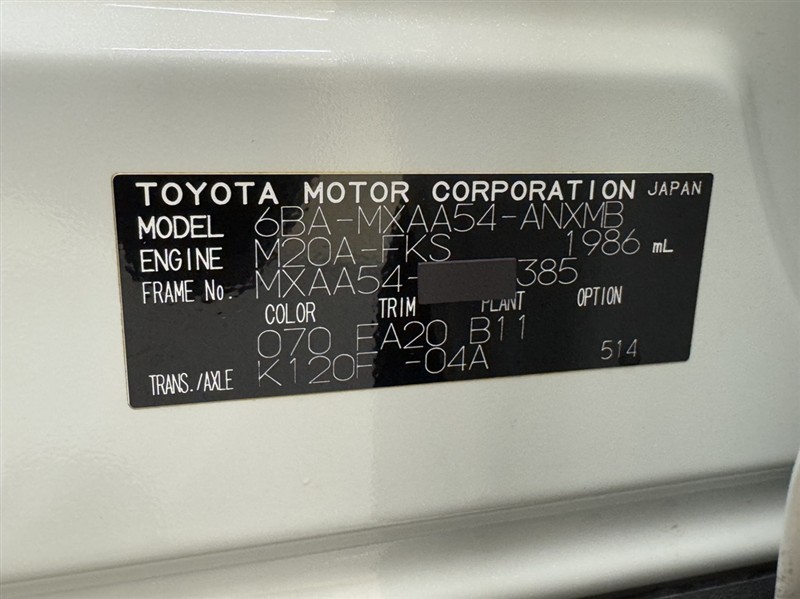 TOYOTA MOTOR CORPORATION JAPAN
MODEL 6BA-MXAA54-ANXMB
ENGINE M20A-FKS 1986 mL
FRAME No. MXAA54- 385
COLOR TRIM PLANT OPTION
070 FA20 B11
TRANS./AXLE K120F -04A 514